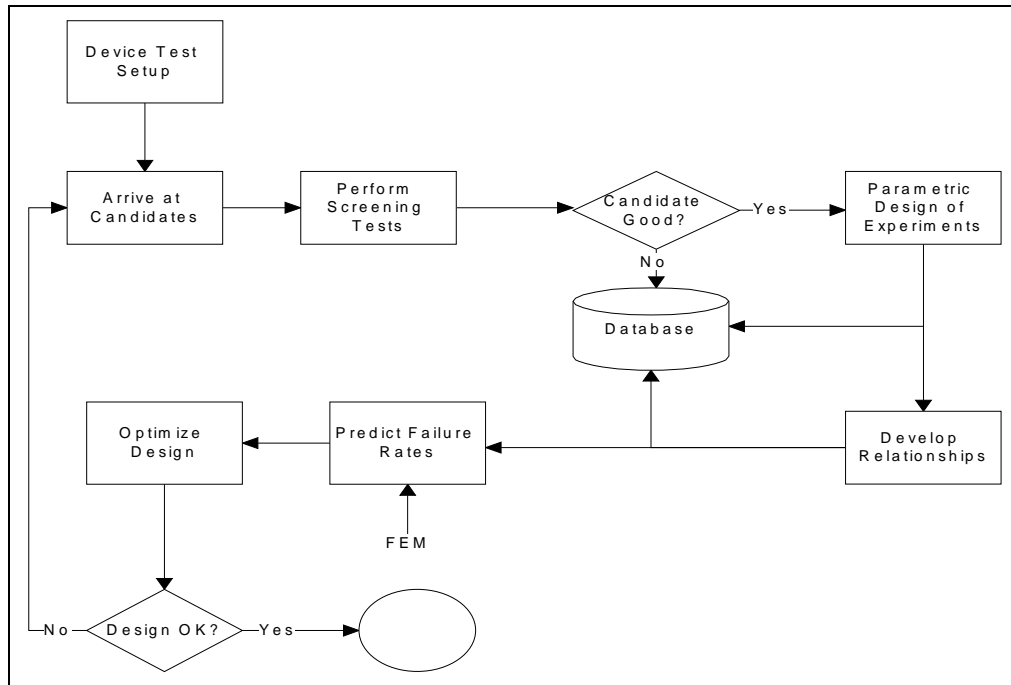 Device Test
Setup
Arrive at
Candidates
Perform
Screening
Tests
Candidate
Good?
Yes
Parametric
Design of
Experiments
No
Database
Optimize
Design
Predict Failure
Rates
Develop
Relationships
FEM
No
Design OK?
Yes